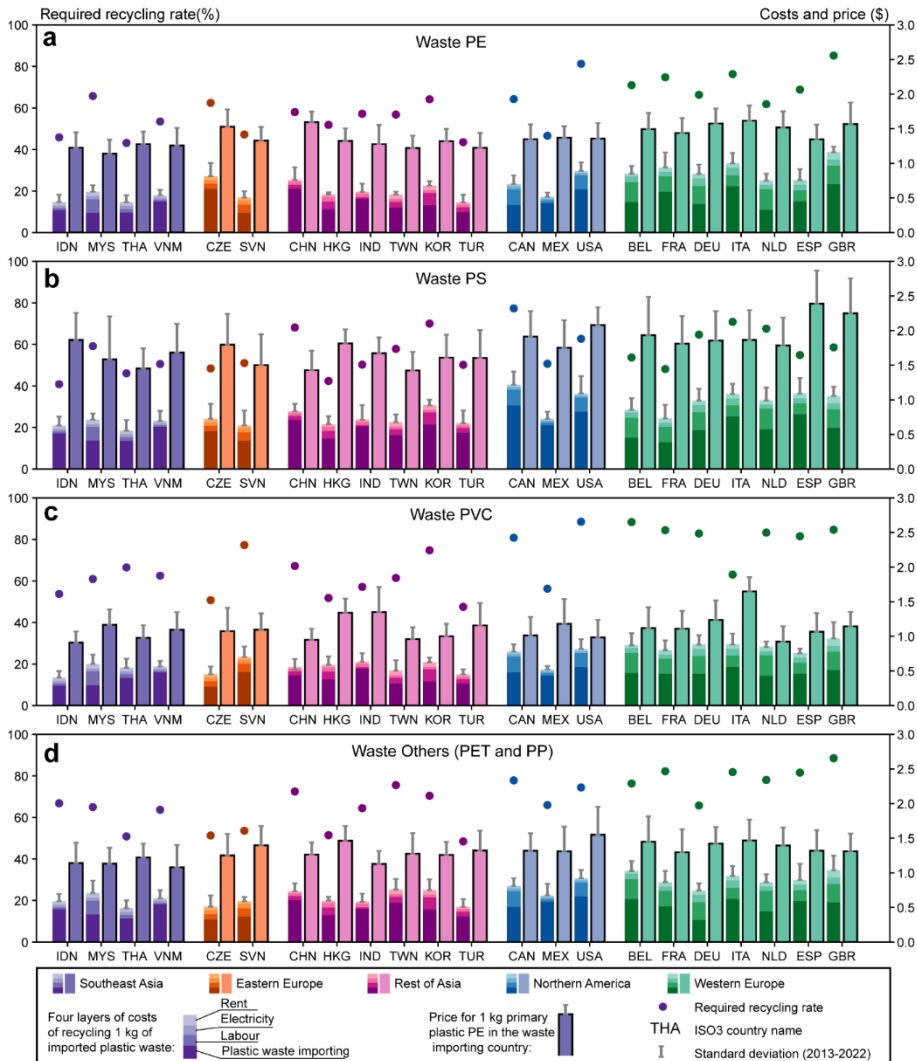 Required recycling rate(%) Costs and price ($)
100 3.0
a Waste PE
80 2.5
60 2.0
1.5
40 1.0
20 0.5
0 0.0
IDN MYS THA VNM CZE SVN CHN HKG IND TWN KOR TUR CAN MEX USA BEL FRA DEU ITA NLD ESP GBR
100 3.0
b Waste PS
80 2.5
60 2.0
1.5
40 1.0
20 0.5
0 0.0
IDN MYS THA VNM CZE SVN CHN HKG IND TWN KOR TUR CAN MEX USA BEL FRA DEU ITA NLD ESP GBR
100 3.0
c Waste PVC
80 2.5
60 2.0
1.5
40 1.0
20 0.5
0 0.0
IDN MYS THA VNM CZE SVN CHN HKG IND TWN KOR TUR CAN MEX USA BEL FRA DEU ITA NLD ESP GBR
100 3.0
d Waste Others (PET and PP)
80 2.5
60 2.0
1.5
40 1.0
20 0.5
0 0.0
IDN MYS THA VNM CZE SVN CHN HKG IND TWN KOR TUR CAN MEX USA BEL FRA DEU ITA NLD ESP GBR
Southeast Asia Eastern Europe Rest of Asia Northern America Western Europe
Four layers of costs
of recycling 1 kg of
imported plastic waste:
Rent
Electricity
Labour
Plastic waste importing
Price for 1 kg primary
plastic PE in the waste
importing country:
Required recycling rate
THA ISO3 country name
Standard deviation (2013-2022)